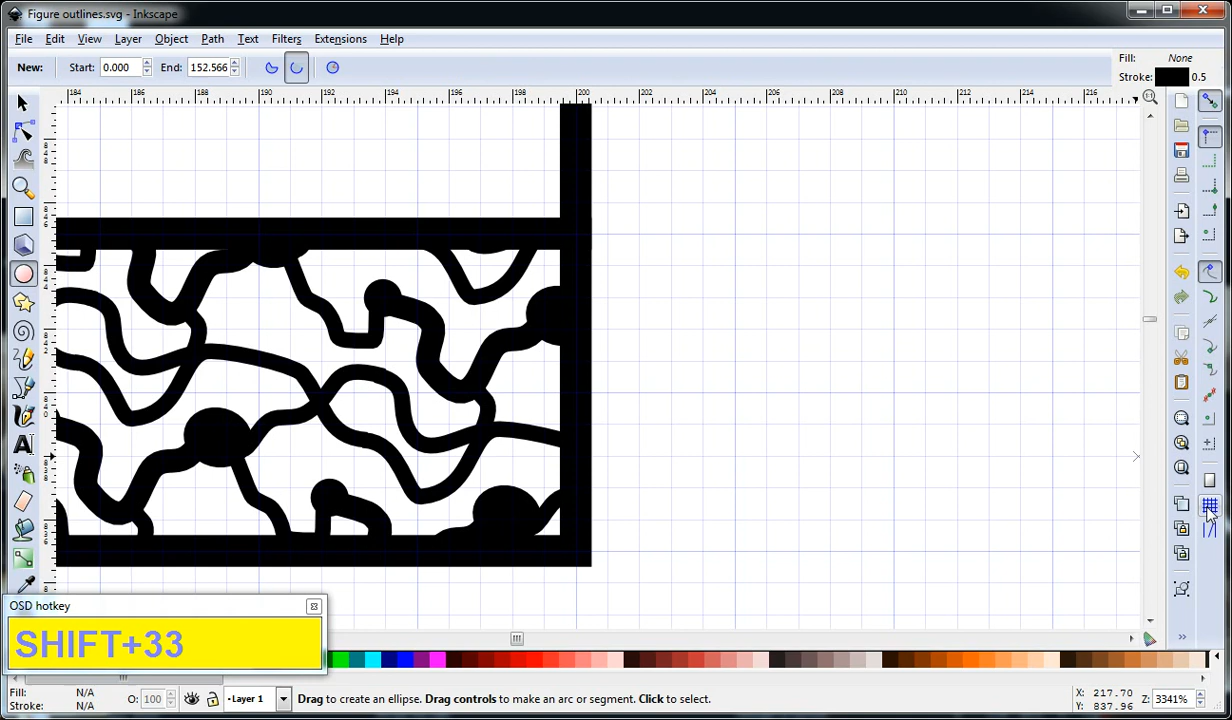 Figure outlines.svg - Inkscape
File Edit View Layer Object Path Text Filters Extensions Help
New: Start: 0.000 End: 152.566
Fill: None
Stroke: 0.5
184 186 188 190 192 194 196 198 200 202 204 206 208 210 212 214 216
1:1
OSD hotkey
SHIFT+33
Fill: N/A
Stroke: N/A
O: 100
Layer 1
Drag to create an ellipse. Drag controls to make an arc or segment. Click to select.
X: 217.70
Y: 837.96
Z: 3341%